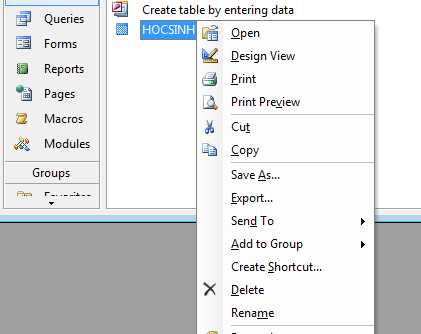 Create table by entering data
HOCSINH
Queries
Forms
Reports
Pages
Macros
Modules
Groups
Favorites
Open
Design View
Print
Print Preview
Cut
Copy
Save As...
Export...
Send To
Add to Group
Create Shortcut...
Delete
Rename